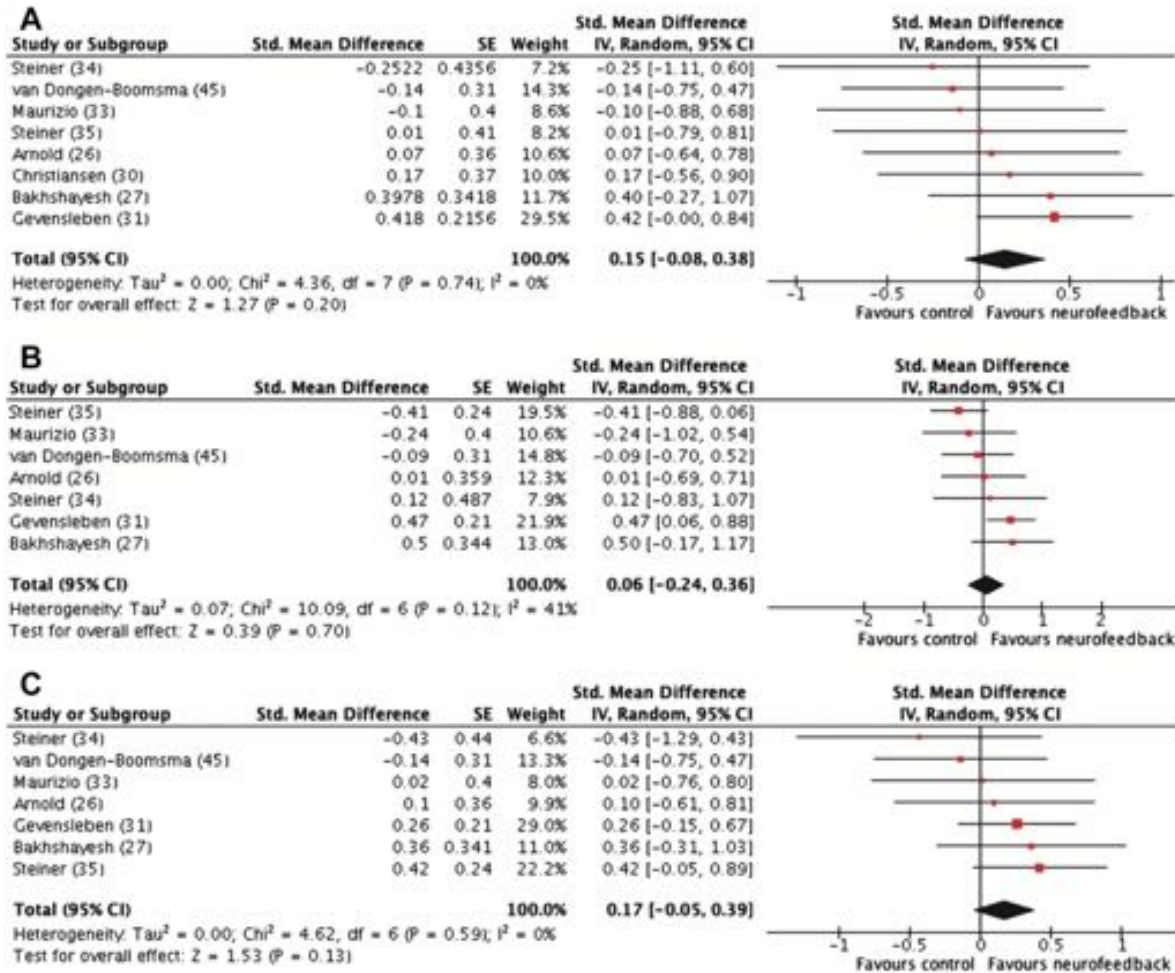 A
Std. Mean Difference Std. Mean Difference
Study or Subgroup Std. Mean Difference SE Weight IV, Random, 95% CI IV, Random, 95% CI
Steiner (34) -0.2522 0.4356 7.2% -0.25 [-1.11, 0.60]
van Dongen-Boomsma (45) -0.14 0.31 14.3% -0.14 [-0.75, 0.47]
Maurizio (33) -0.1 0.4 8.6% -0.10 [-0.88, 0.68]
Steiner (35) 0.01 0.41 8.2% 0.01 [-0.79, 0.81]
Arnold (26) 0.07 0.36 10.6% 0.07 [-0.64, 0.78]
Christiansen (30) 0.17 0.37 10.0% 0.17 [-0.56, 0.90]
Bakhshayesh (27) 0.3978 0.3418 11.7% 0.40 [-0.27, 1.07]
Gevensleben (31) 0.418 0.2156 29.5% 0.42 [-0.00, 0.84]
Total (95% CI) 100.0% 0.15 [-0.08, 0.38]
Heterogeneity: Tau² = 0.00; Chi² = 4.36, df = 7 (P = 0.74); I² = 0%
Test for overall effect: Z = 1.27 (P = 0.20)
-1 -0.5 0 0.5 1
Favours control Favours neurofeedback
B
Std. Mean Difference Std. Mean Difference
Study or Subgroup Std. Mean Difference SE Weight IV, Random, 95% CI IV, Random, 95% CI
Steiner (35) -0.41 0.24 19.5% -0.41 [-0.88, 0.06]
Maurizio (33) -0.24 0.4 10.6% -0.24 [-1.02, 0.54]
van Dongen-Boomsma (45) -0.09 0.31 14.8% -0.09 [-0.70, 0.52]
Arnold (26) 0.01 0.359 12.3% 0.01 [-0.69, 0.71]
Steiner (34) 0.12 0.487 7.9% 0.12 [-0.83, 1.07]
Gevensleben (31) 0.47 0.21 21.9% 0.47 [0.06, 0.88]
Bakhshayesh (27) 0.5 0.344 13.0% 0.50 [-0.17, 1.17]
Total (95% CI) 100.0% 0.06 [-0.24, 0.36]
Heterogeneity: Tau² = 0.07; Chi² = 10.09, df = 6 (P = 0.12); I² = 41%
Test for overall effect: Z = 0.39 (P = 0.70)
-2 -1 0 1 2
Favours control Favours neurofeedback
C
Std. Mean Difference Std. Mean Difference
Study or Subgroup Std. Mean Difference SE Weight IV, Random, 95% CI IV, Random, 95% CI
Steiner (34) -0.43 0.44 6.6% -0.43 [-1.29, 0.43]
van Dongen-Boomsma (45) -0.14 0.31 13.3% -0.14 [-0.75, 0.47]
Maurizio (33) 0.02 0.4 8.0% 0.02 [-0.76, 0.80]
Arnold (26) 0.1 0.36 9.9% 0.10 [-0.61, 0.81]
Gevensleben (31) 0.26 0.21 29.0% 0.26 [-0.15, 0.67]
Bakhshayesh (27) 0.36 0.341 11.0% 0.36 [-0.31, 1.03]
Steiner (35) 0.42 0.24 22.2% 0.42 [-0.05, 0.89]
Total (95% CI) 100.0% 0.17 [-0.05, 0.39]
Heterogeneity: Tau² = 0.00; Chi² = 4.62, df = 6 (P = 0.59); I² = 0%
Test for overall effect: Z = 1.53 (P = 0.13)
-1 -0.5 0 0.5 1
Favours control Favours neurofeedback